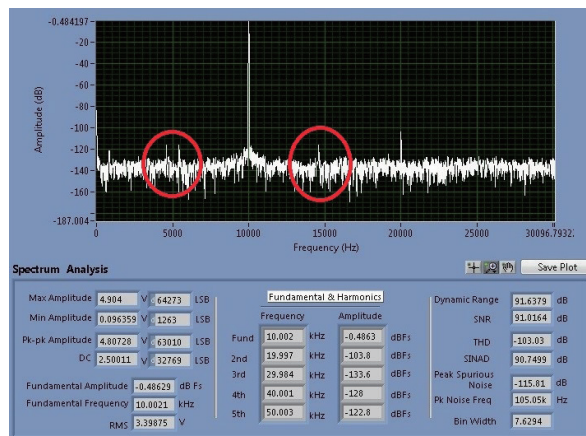 -0.484197
-20
-40
-60
-80
-100
-120
-140
-160
-187.004
Amplitude (dB)
0
5000
10000
15000
20000
25000
30096.7932
Frequency (Hz)
Spectrum Analysis
Save Plot
Max Amplitude 4.904 V 64273 LSB
Min Amplitude 0.096359 V 1263 LSB
Pk-pk Amplitude 4.80728 V 63010 LSB
DC 2.50011 V 32769 LSB
Fundamental Amplitude -0.48629 dB Fs
Fundamental Frequency 10.0021 kHz
RMS 3.39875 V
Fundamental & Harmonics
Frequency Amplitude
Fund 10.002 kHz -0.4863 dBFs
2nd 19.997 kHz -103.8 dBFs
3rd 29.984 kHz -133.6 dBFs
4th 40.001 kHz -128 dBFs
5th 50.003 kHz -122.8 dBFs
Dynamic Range 91.6379
SNR 91.0164
THD -103.03
SINAD 90.7499
Peak Spurious Noise -115.81
Pk Noise Freq 105.05k
Bin Width 7.6294